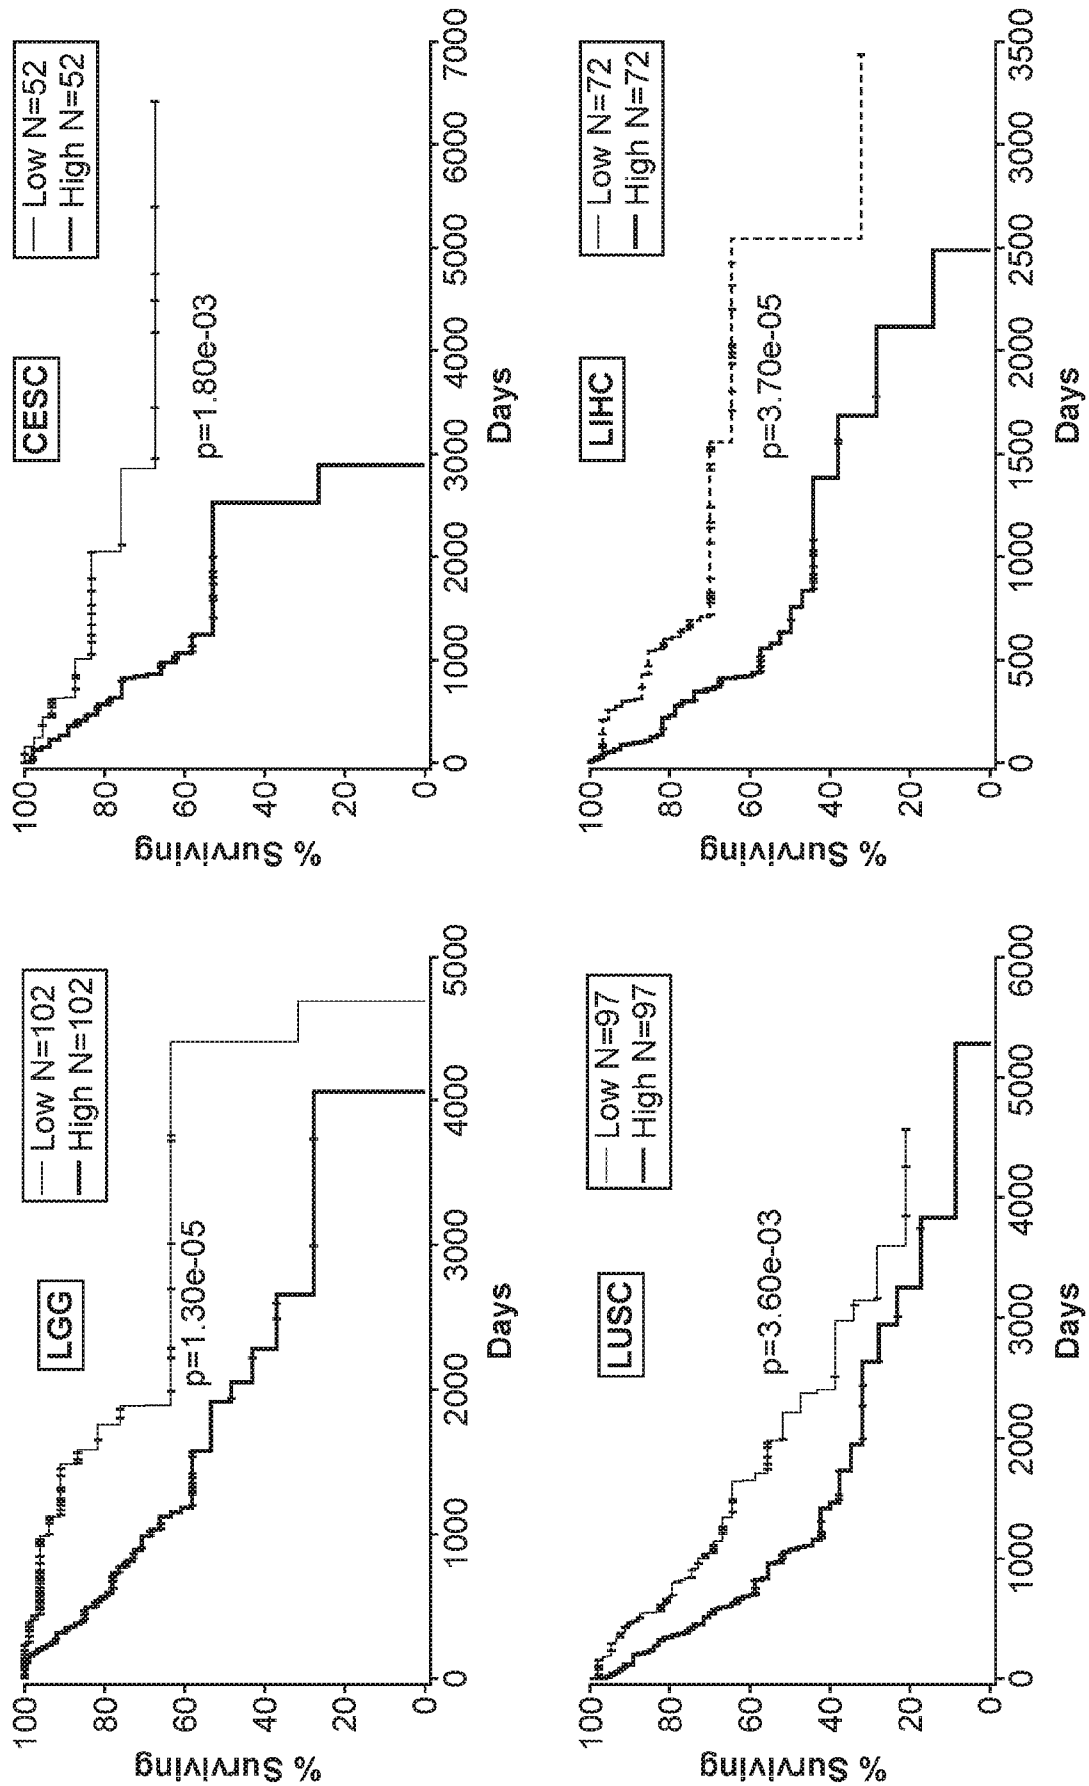 LGG
Low N=102
High N=102
p=1.30e-05
% Surviving
100
80
60
40
20
0
0
1000
2000
3000
4000
5000
Days
CESC
Low N=52
High N=52
p=1.80e-03
% Surviving
100
80
60
40
20
0
0
1000
2000
3000
4000
5000
6000
7000
Days
LUSC
Low N=97
High N=97
p=3.60e-03
% Surviving
100
80
60
40
20
0
0
1000
2000
3000
4000
5000
6000
Days
LIHC
Low N=72
High N=72
p=3.70e-05
% Surviving
100
80
60
40
20
0
0
500
1000
1500
2000
2500
3000
3500
Days